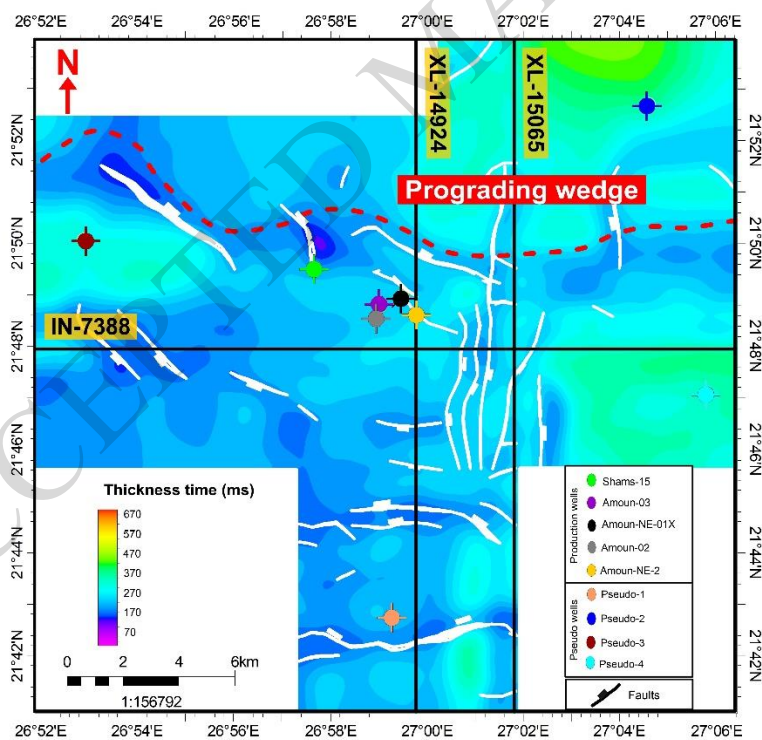 26°52'E 26°54'E 26°56'E 26°58'E 27°00'E 27°02'E 27°04'E 27°06'E
N
XL-14924
XL-15065
21°52'N
21°52'N
Prograding wedge
21°50'N
21°50'N
IN-7388
21°48'N
21°48'N
21°46'N
21°46'N
Thickness time (ms)
670
570
470
370
270
170
70
Production wells
Shams-15
Amoun-03
Amoun-NE-01X
Amoun-02
Amoun-NE-2
Pseudo wells
Pseudo-1
Pseudo-2
Pseudo-3
Pseudo-4
Faults
21°44'N
21°44'N
21°42'N
21°42'N
0 2 4 6km
1:156792
26°52'E 26°54'E 26°56'E 26°58'E 27°00'E 27°02'E 27°04'E 27°06'E
ACCEPTED MA